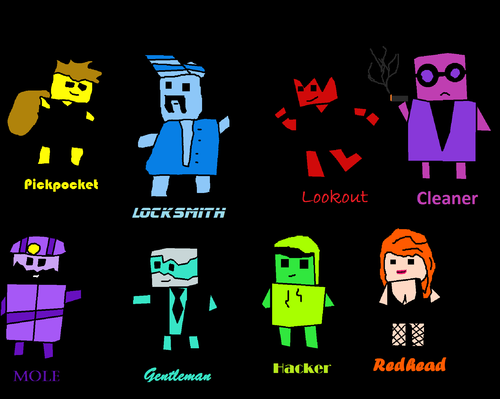 Pickpocket
LOCKSMITH
Lookout
Cleaner
MOLE
Gentleman
Hacker
Redhead